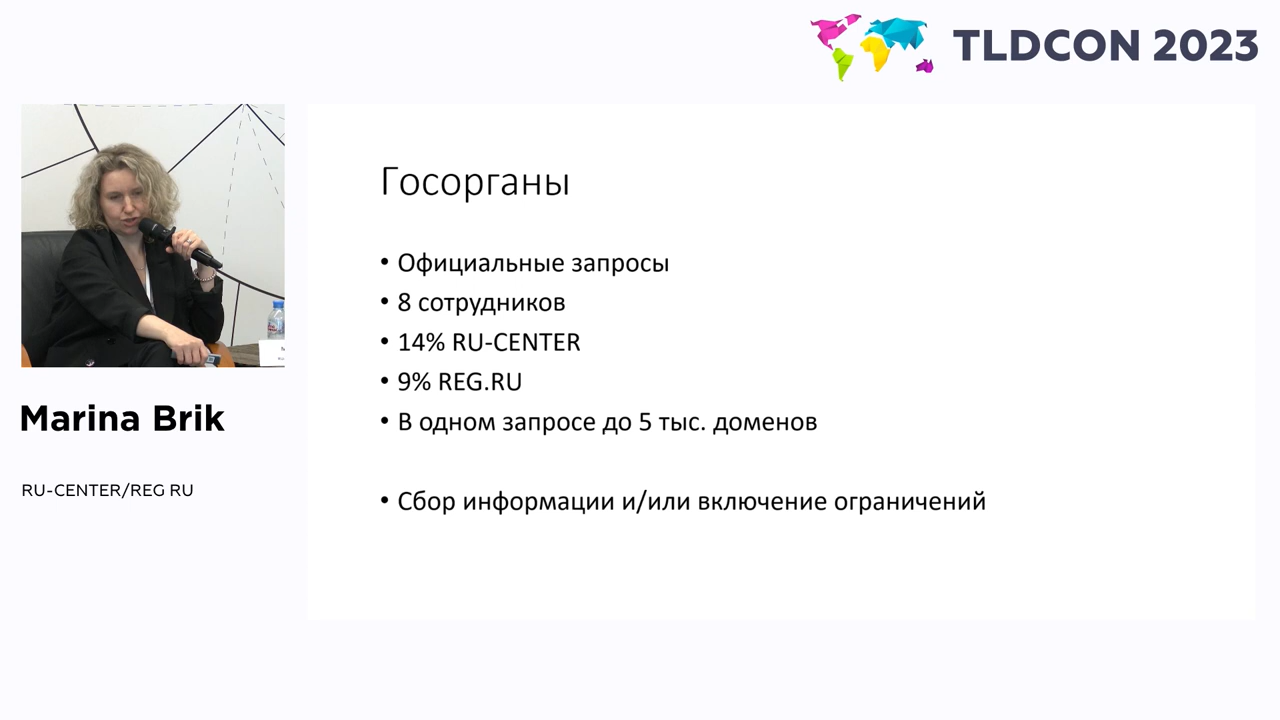 TLDCON 2023
Госорганы
• Официальные запросы
• 8 сотрудников
• 14% RU-CENTER
• 9% REG.RU
• В одном запросе до 5 тыс. доменов
• Сбор информации и/или включение ограничений
Marina Brik
RU-CENTER/REG RU